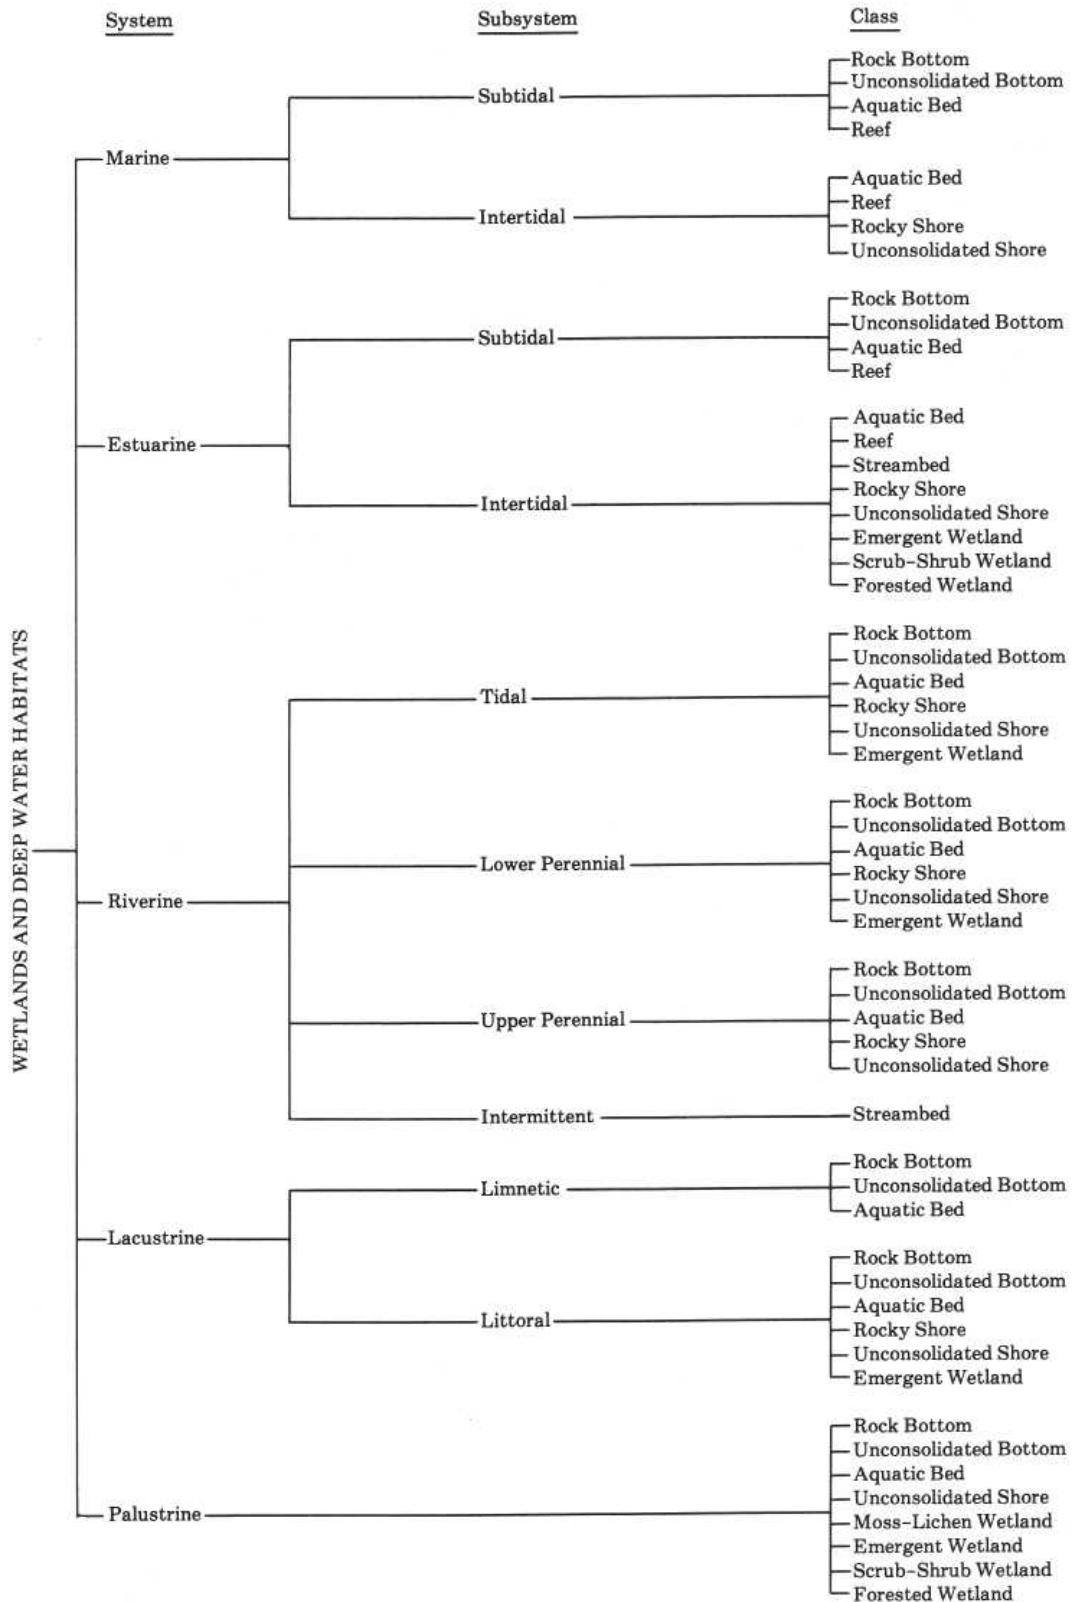 System Subsystem Class
Rock Bottom
Unconsolidated Bottom
Subtidal
Aquatic Bed
Reef
Marine
Aquatic Bed
Reef
Intertidal
Rocky Shore
Unconsolidated Shore
Rock Bottom
Unconsolidated Bottom
Subtidal
Aquatic Bed
Reef
Aquatic Bed
Reef
Estuarine
Streambed
Rocky Shore
Intertidal
Unconsolidated Shore
Emergent Wetland
Scrub-Shrub Wetland
Forested Wetland
Rock Bottom
Unconsolidated Bottom
Aquatic Bed
Tidal
Rocky Shore
Unconsolidated Shore
Emergent Wetland
WETLANDS AND DEEP WATER HABITATS
Rock Bottom
Unconsolidated Bottom
Aquatic Bed
Lower Perennial
Rocky Shore
Unconsolidated Shore
Riverine
Emergent Wetland
Rock Bottom
Unconsolidated Bottom
Upper Perennial
Aquatic Bed
Rocky Shore
Unconsolidated Shore
Intermittent
Streambed
Rock Bottom
Limnetic
Unconsolidated Bottom
Aquatic Bed
Lacustrine
Rock Bottom
Unconsolidated Bottom
Aquatic Bed
Littoral
Rocky Shore
Unconsolidated Shore
Emergent Wetland
Rock Bottom
Unconsolidated Bottom
Aquatic Bed
Unconsolidated Shore
Palustrine
Moss-Lichen Wetland
Emergent Wetland
Scrub-Shrub Wetland
Forested Wetland